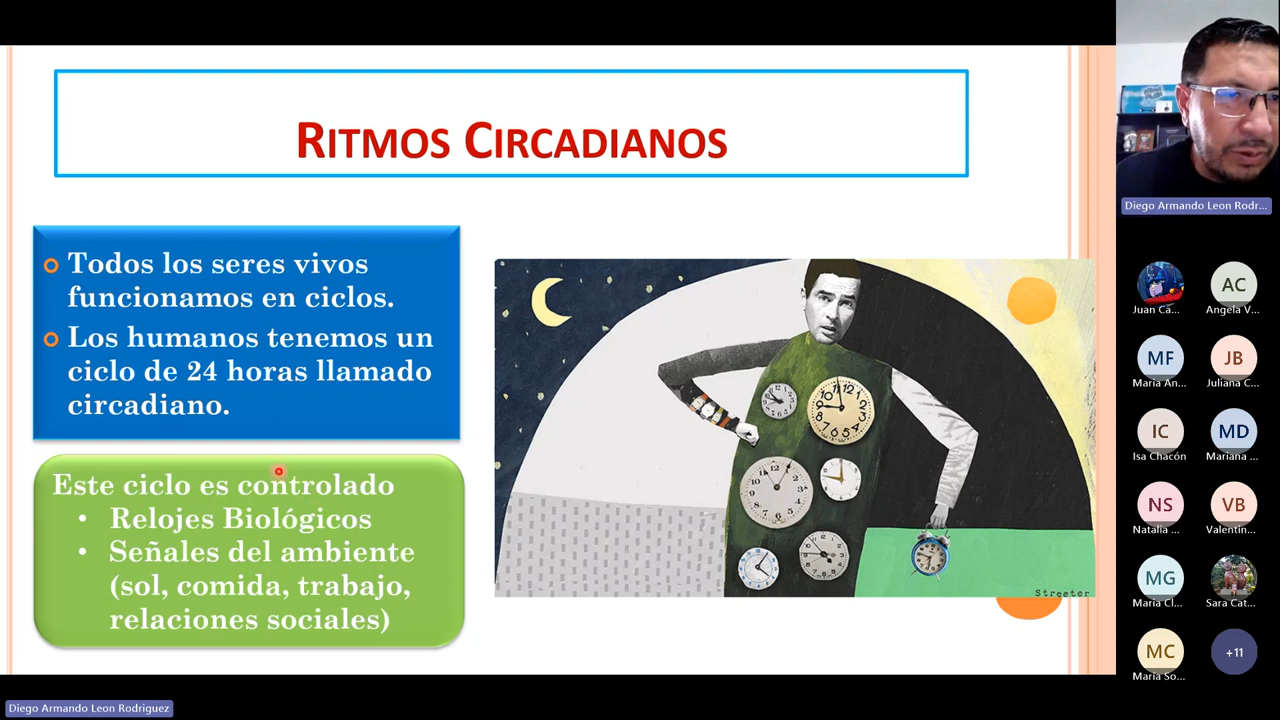 RITMOS CIRCADIANOS
Todos los seres vivos
funcionamos en ciclos.
Los humanos tenemos un
ciclo de 24 horas llamado
circadiano.
Este ciclo es controlado
• Relojes Biológicos
• Señales del ambiente
(sol, comida, trabajo,
relaciones sociales)
Streeter
Diego Armando Leon Rodr...
Juan Ca...
AC
Angela V...
MF
Maria An...
JB
Juliana C...
IC
Isa Chacón
MD
Mariana ...
NS
Natalia ...
VB
Valentin...
MG
Maria Cl...
Sara Cat...
MC
Maria So...
+11
Diego Armando Leon Rodriguez